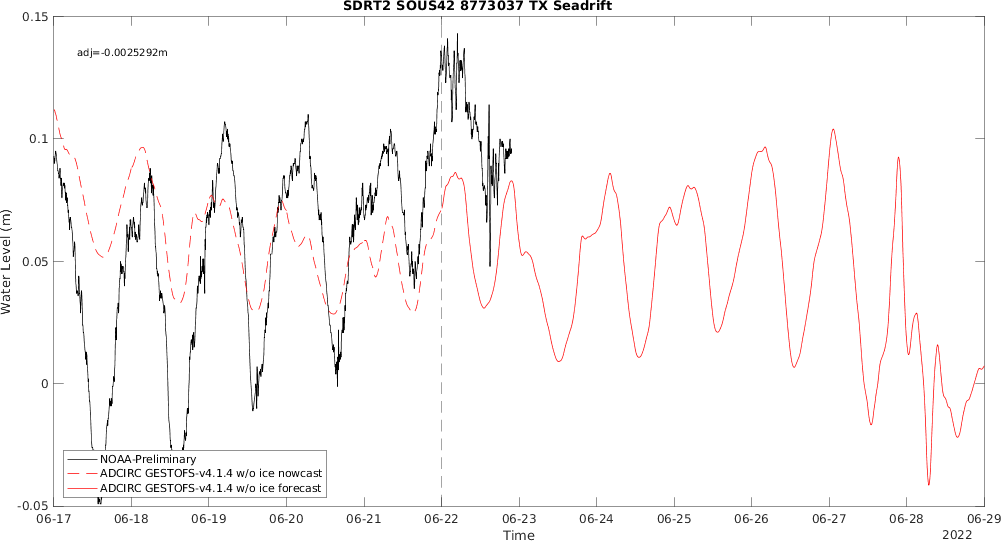 SDRT2 SOUS42 8773037 TX Seadrift
0.15
adj=-0.0025292m
0.1
0.05
Water Level (m)
0
-0.05
NOAA-Preliminary
ADCIRC GESTOFS-v4.1.4 w/o ice nowcast
ADCIRC GESTOFS-v4.1.4 w/o ice forecast
06-17 06-18 06-19 06-20 06-21 06-22 06-23 06-24 06-25 06-26 06-27 06-28 06-29
Time
2022